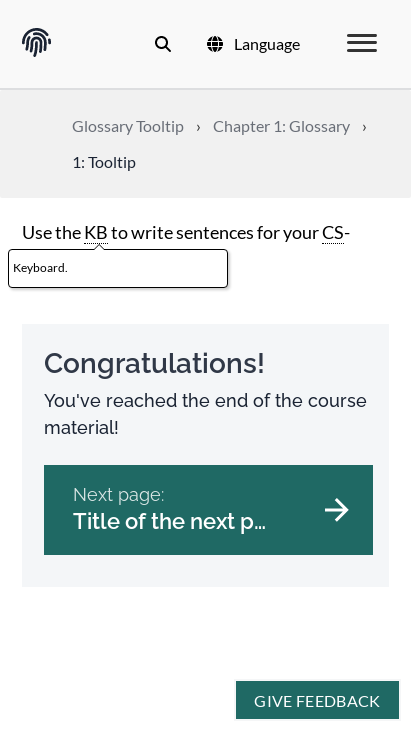 Language
Glossary Tooltip › Chapter 1: Glossary ›
1: Tooltip
Use the KB to write sentences for your CS-
Keyboard.
Congratulations!
You've reached the end of the course
material!
Next page:
Title of the next p...
GIVE FEEDBACK